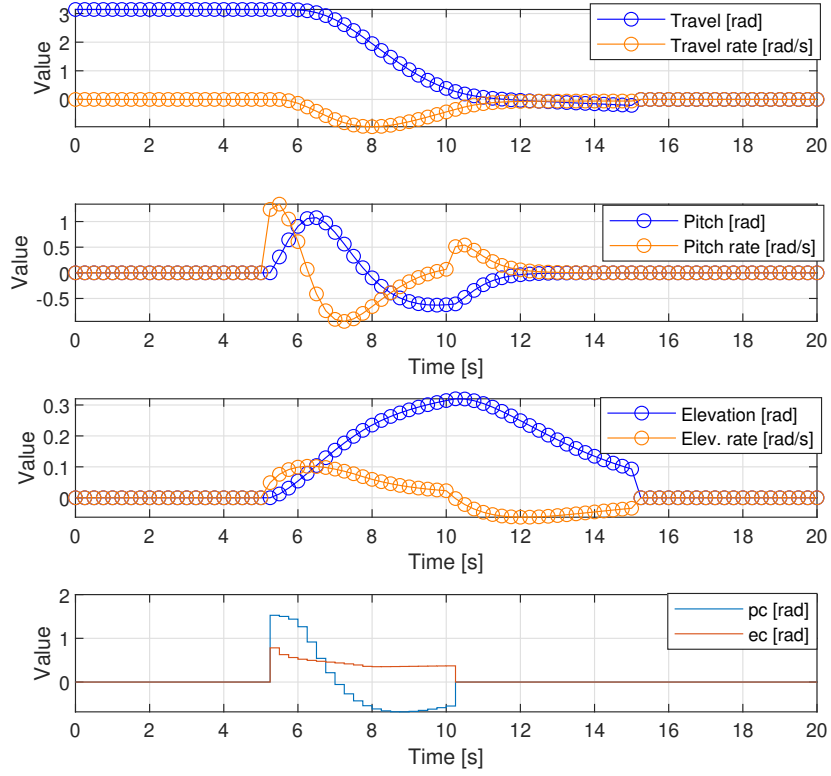 3
2
1
0
Value
Travel [rad]
Travel rate [rad/s]
0 2 4 6 8 10 12 14 16 18 20
1
0.5
0
-0.5
Value
Pitch [rad]
Pitch rate [rad/s]
0 2 4 6 8 10 12 14 16 18 20
Time [s]
0.3
0.2
0.1
0
Value
Elevation [rad]
Elev. rate [rad/s]
0 2 4 6 8 10 12 14 16 18 20
Time [s]
2
1
0
Value
pc [rad]
ec [rad]
0 2 4 6 8 10 12 14 16 18 20
Time [s]